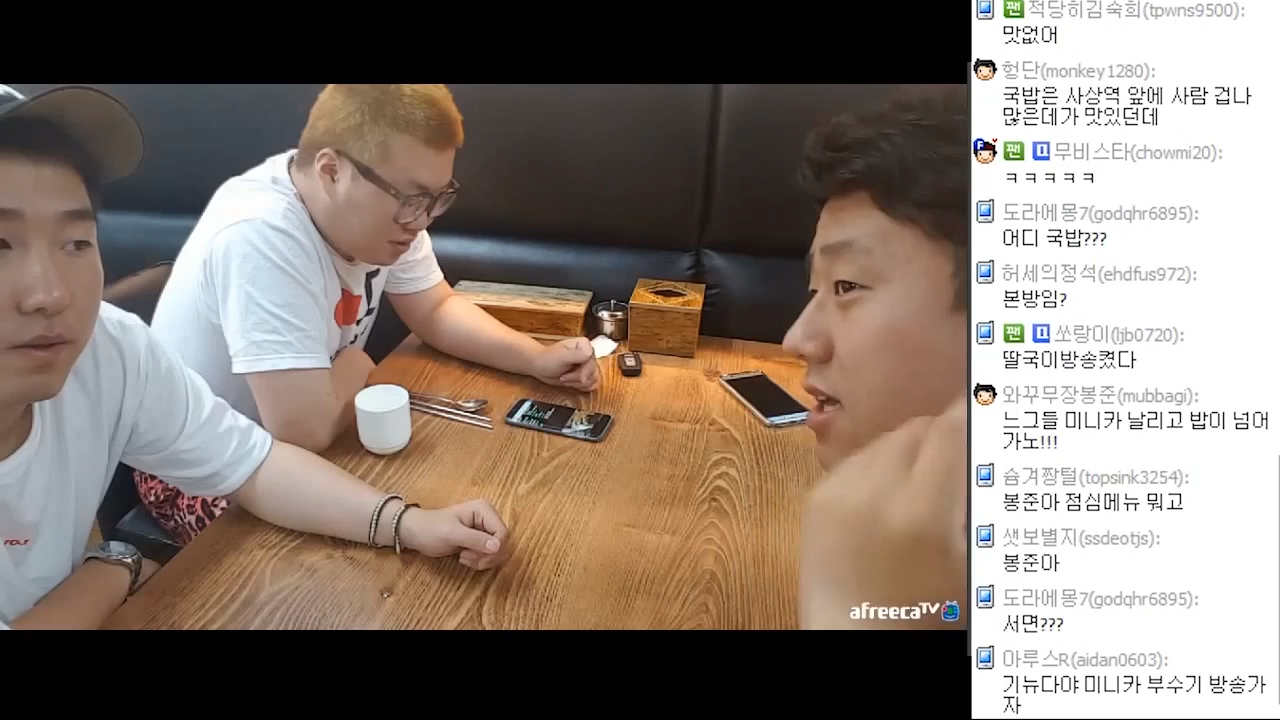 팬 적당히김숙희(tpwns9500):
맛없어
헝단(monkey1280):
국밥은 사상역 앞에 사람 겁나
많은데가 맛있던데
팬 무비스타(chowmi20):
ㅋㅋㅋㅋㅋ
도라에몽7(godqhr6895):
어디 국밥???
허세의정석(ehdfus972):
본방임?
팬 쏘랑이(ljb0720):
딸국이방송켰다
와꾸무장봉준(mubbagi):
느그들 미니카 날리고 밥이 넘어
가노!!!
숨겨짱털(topsink3254):
봉준아 점심메뉴 뭐고
샛보별지(ssdeotjs):
봉준아
도라에몽7(godqhr6895):
서면???
아루스R(aidan0603):
기뉴다야 미니카 부수기 방송가
자
afreecaTV